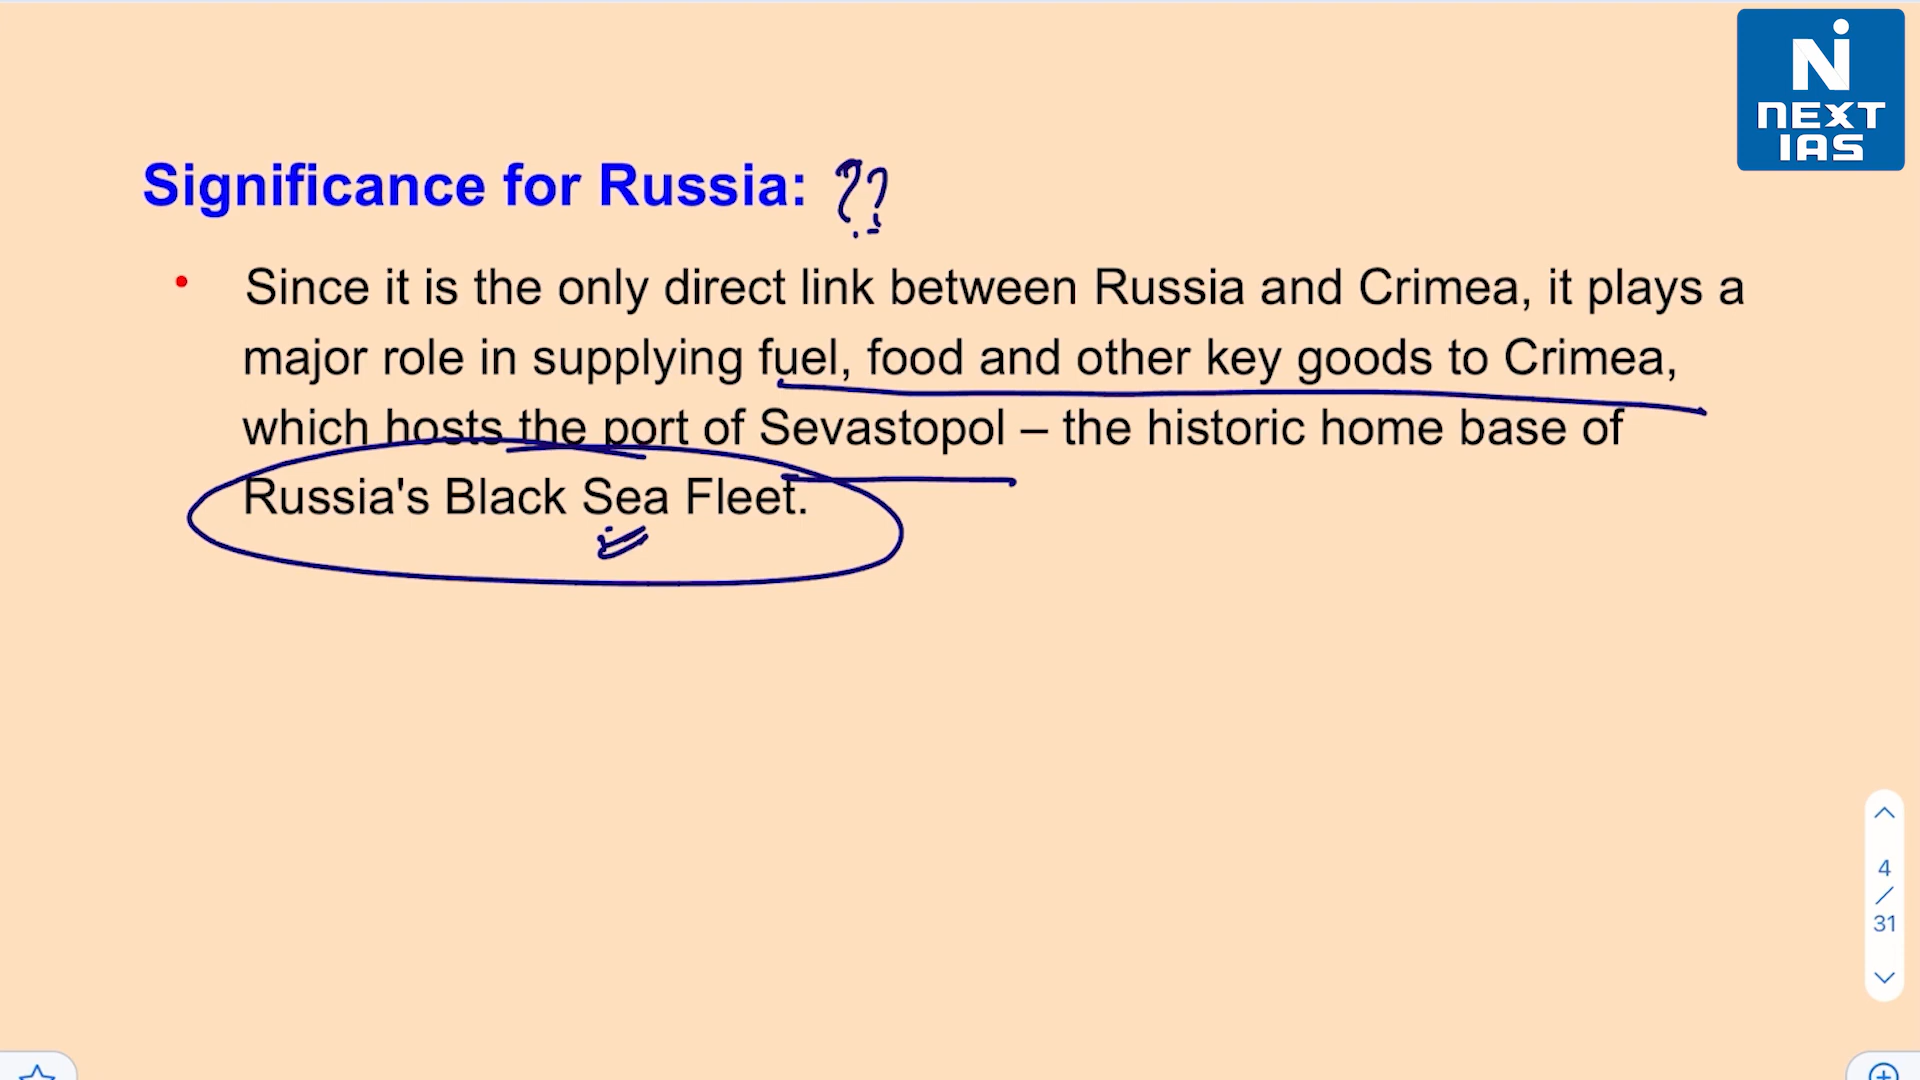 NEXT
IAS
Significance for Russia: ??
• Since it is the only direct link between Russia and Crimea, it plays a
major role in supplying fuel, food and other key goods to Crimea,
which hosts the port of Sevastopol – the historic home base of
Russia's Black Sea Fleet.
4
/
31